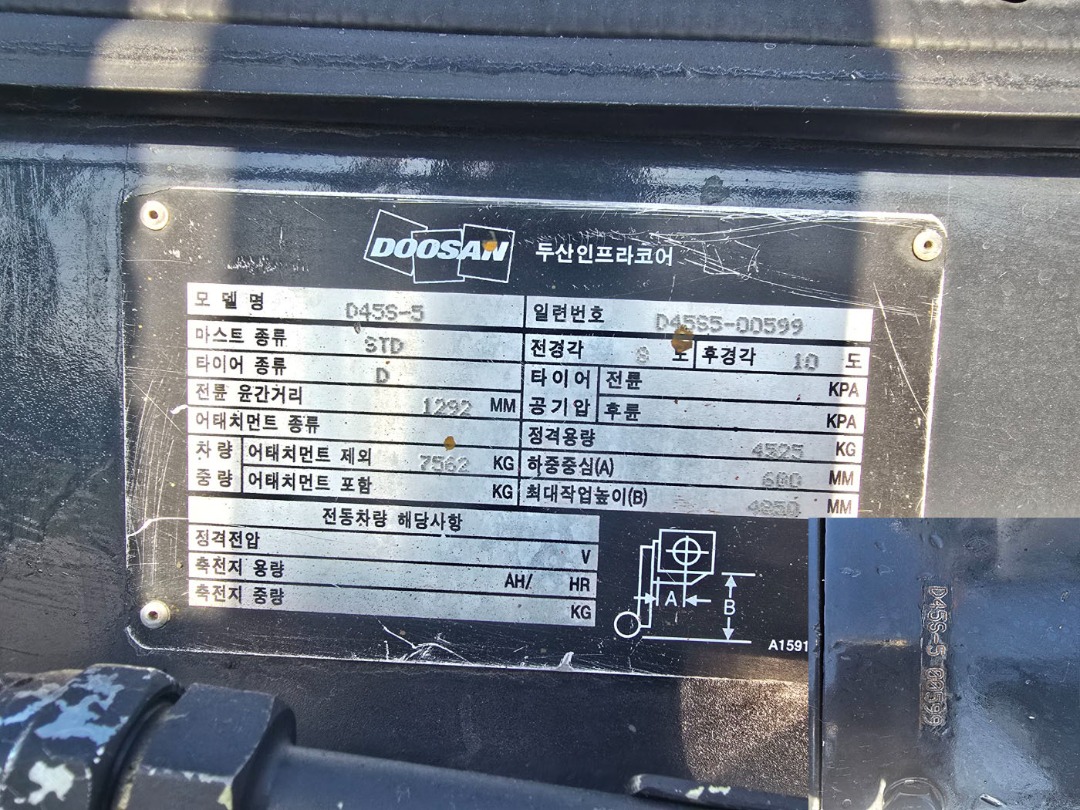 DOOSAN 두산인프라코어
모 델 명 D45S-5 일련번호 D45S5-00599
마스트 종류 STD 전경각 8 도 후경각 10 도
타이어 종류 D 타이어 전륜 KPA
전륜 윤간거리 1292 MM 공기압 후륜 KPA
어태치먼트 종류 정격용량 4525 KG
차 량 어태치먼트 제외 7562 KG 하중중심(A) 600 MM
중 량 어태치먼트 포함 KG 최대작업높이(B) MM
전동차량 해당사항
정격전압 V
축전지 용량 AH/ HR
축전지 중량 KG
A B
A1591
D45S-5 00599